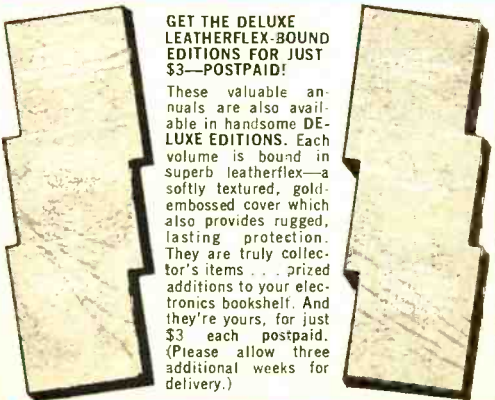 GET THE DELUXE
LEATHERFLEX-BOUND
EDITIONS FOR JUST
$3—POSTPAID!
These valuable an-
nuals are also avail-
able in handsome DE-
LUXE EDITIONS. Each
volume is bound in
superb leatherflex—a
softly textured, gold-
embossed cover which
also provides rugged,
lasting protection.
They are truly collec-
tor's items . . . prized
additions to your elec-
tronics bookshelf. And
they're yours, for just
$3 each postpaid.
(Please allow three
additional weeks for
delivery.)